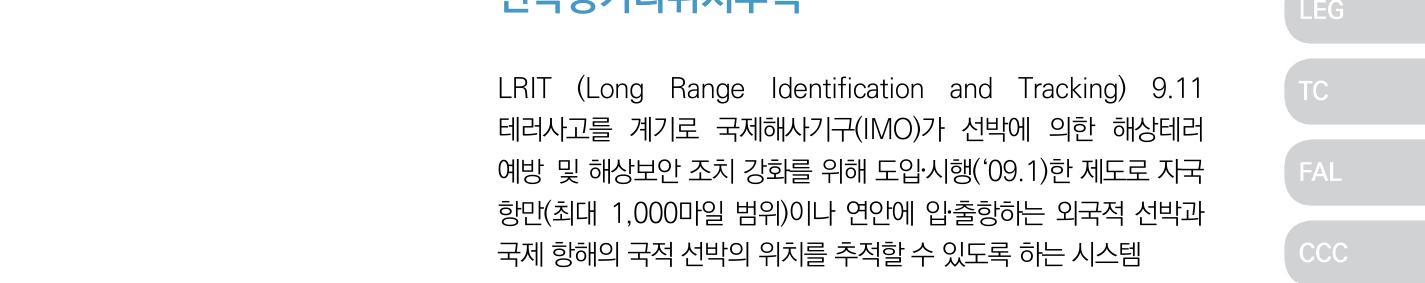 LRIT (Long Range Identification and Tracking) 9.11
테러사고를 계기로 국제해사기구(IMO)가 선박에 의한 해상테러
예방 및 해상보안 조치 강화를 위해 도입·시행(‘09.1)한 제도로 자국
항만(최대 1,000마일 범위)이나 연안에 입·출항하는 외국적 선박과
국제 항해의 국적 선박의 위치를 추적할 수 있도록 하는 시스템
LEG
TC
FAL
CCC